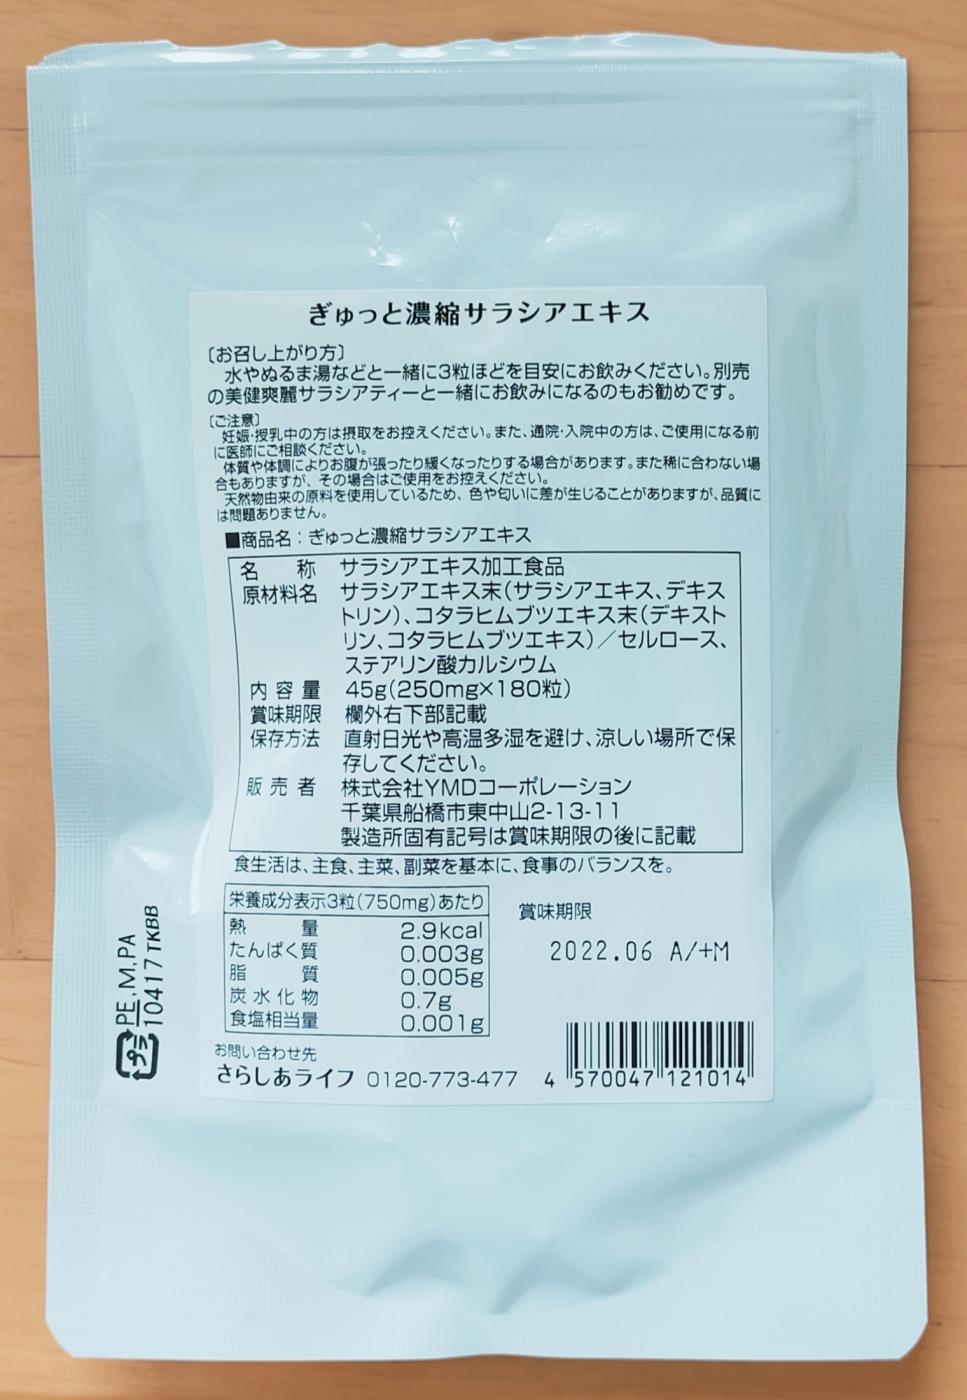 ぎゅっと濃縮サラシアエキス
〔お召し上がり方〕
水やぬるま湯などと一緒に3粒ほどを目安にお飲みください。別売
の美健爽麗サラシアティーと一緒にお飲みになるのもお勧めです。
〔ご注意〕
妊娠・授乳中の方は摂取をお控えください。また、通院・入院中の方は、ご使用になる前
に医師にご相談ください。
体質や体調によりお腹が張ったり緩くなったりする場合があります。また稀に合わない場
合もありますが、その場合はご使用をお控えください。
天然物由来の原料を使用しているため、色や匂いに差が生じることがありますが、品質に
は問題ありません。
■商品名：ぎゅっと濃縮サラシアエキス
名称 サラシアエキス加工食品
原材料名 サラシアエキス末(サラシアエキス、デキス
トリン)、コタラヒムブツエキス末(デキスト
リン、コタラヒムブツエキス)／セルロース、
ステアリン酸カルシウム
内容量 45g(250mg×180粒)
賞味期限 欄外右下部記載
保存方法 直射日光や高温多湿を避け、涼しい場所で保
存してください。
販売者 株式会社YMDコーポレーション
千葉県船橋市東中山2-13-11
製造所固有記号は賞味期限の後に記載
食生活は、主食、主菜、副菜を基本に、食事のバランスを。
栄養成分表示3粒(750mg)あたり
熱量 2.9kcal
たんぱく質 0.003g
脂質 0.005g
炭水化物 0.7g
食塩相当量 0.001g
賞味期限
2022.06 A/+M
お問い合わせ先
さらしあライフ 0120-773-477
4 570047 121014
プラ
PE,M,PA
10417TKBB